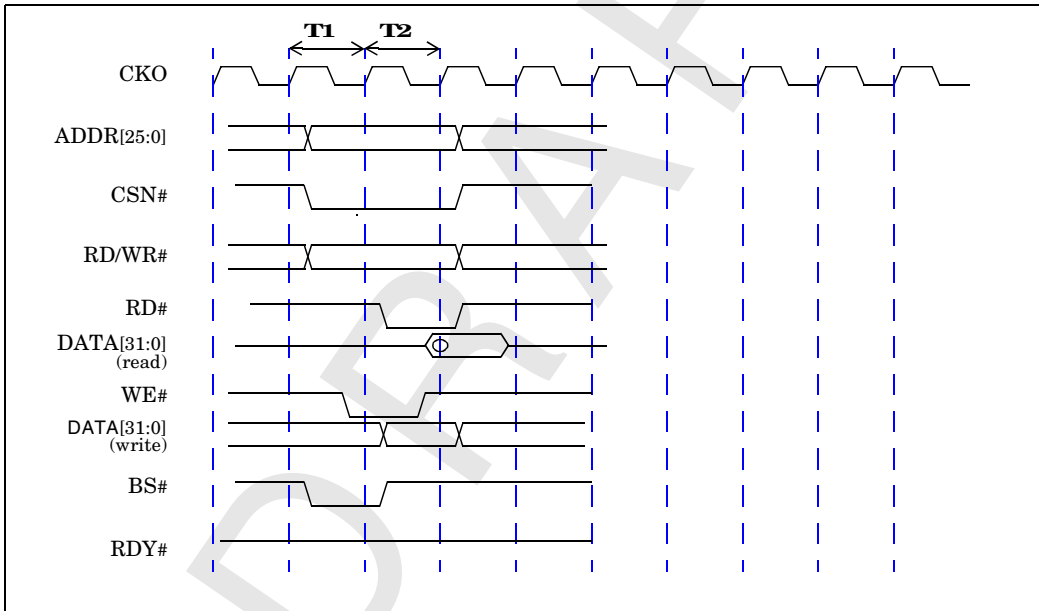 T1 T2
CKO
ADDR[25:0]
CSN#
RD/WR#
RD#
DATA[31:0]
(read)
WE#
DATA[31:0]
(write)
BS#
RDY#
DRAF